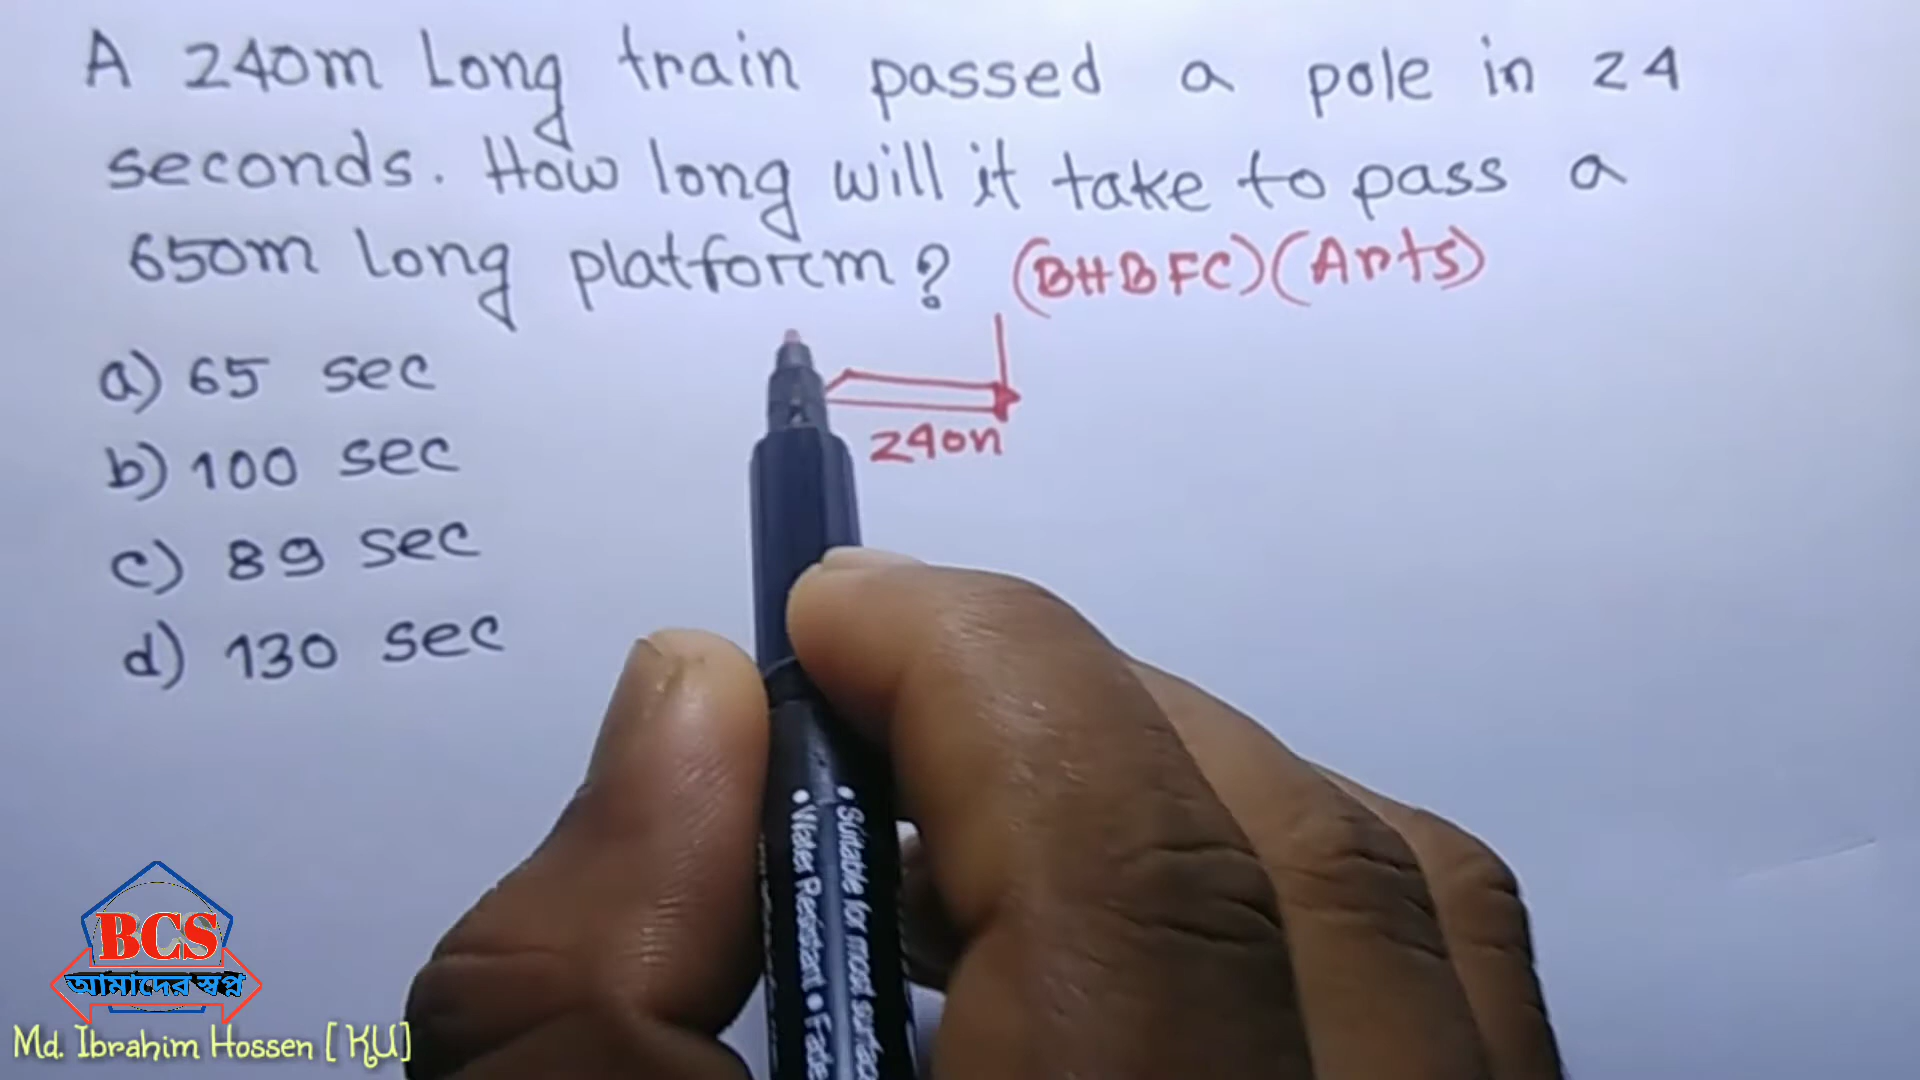 A 240m Long train passed a pole in 24
seconds. How long will it take to pass a
650m long platform? (BHBFC) (Arts)
a) 65 sec
b) 100 sec
c) 89 sec
d) 130 sec
240m
• Suitable for most surfac
• Water Resistant • Fade
BCS
আমাদের স্বপ্ন
Md. Ibrahim Hossen [ KU]